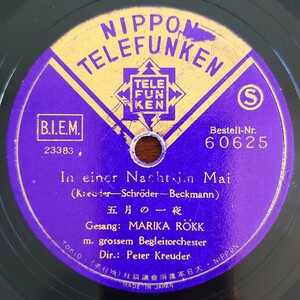 NIPPON
TELEFUNKEN
TELE
FUN
KEN
S
B.I.E.M.
23383
Bestell-Nr.
60625
In einer Nacht im Mai
(Kreuder—Schröder—Beckmann)
五月の一夜
Gesang: MARIKA RÖKK
m. grossem Begleitorchester
Dir.: Peter Kreuder
MADE IN JAPAN